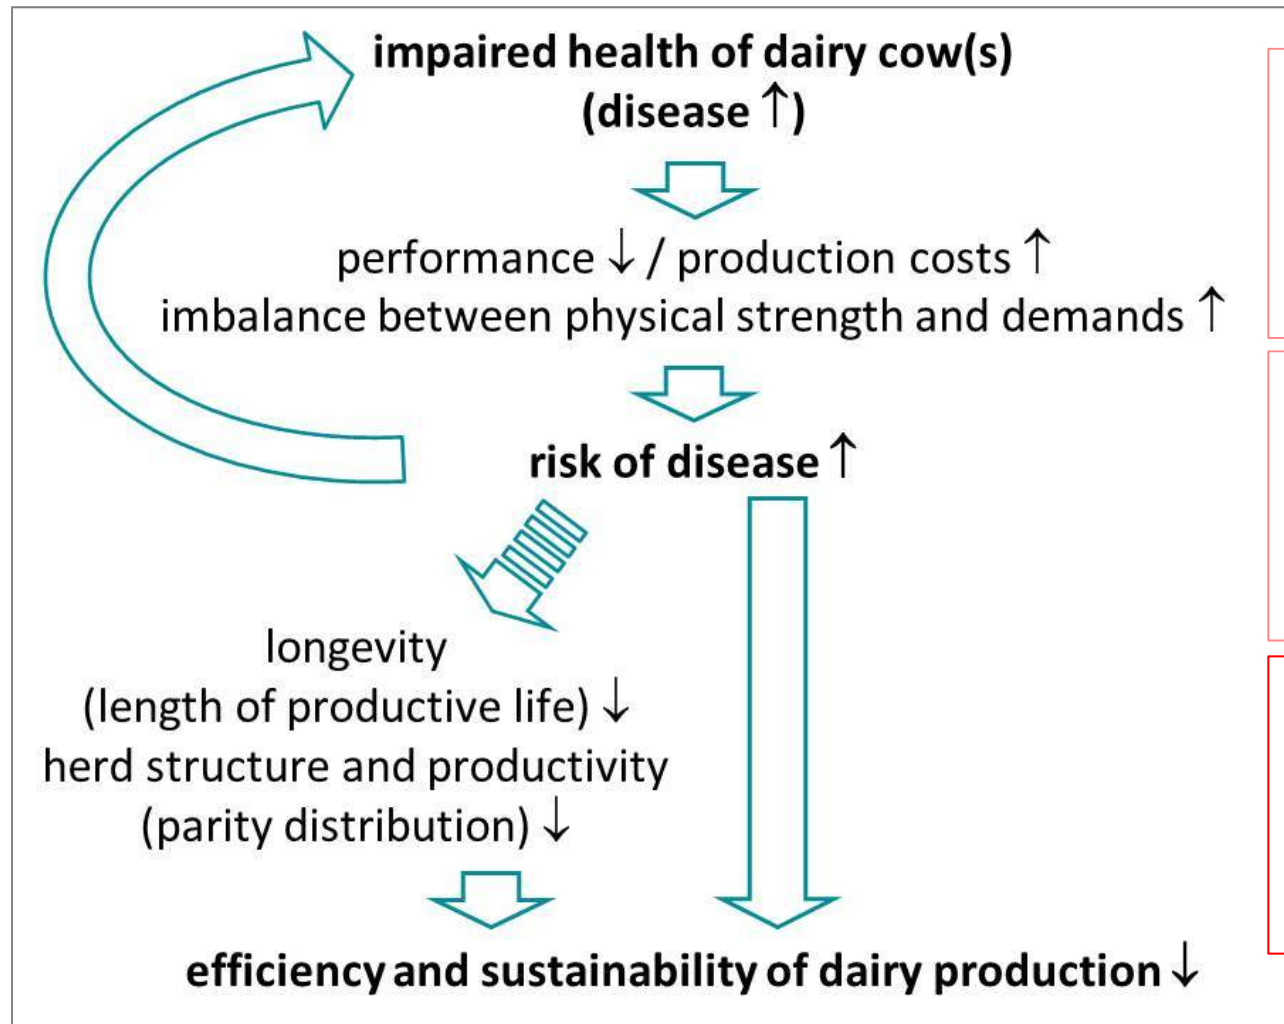 impaired health of dairy cow(s)
(disease ↑)
performance ↓ / production costs ↑
imbalance between physical strength and demands ↑
risk of disease ↑
longevity
(length of productive life) ↓
herd structure and productivity
(parity distribution) ↓
efficiency and sustainability of dairy production ↓